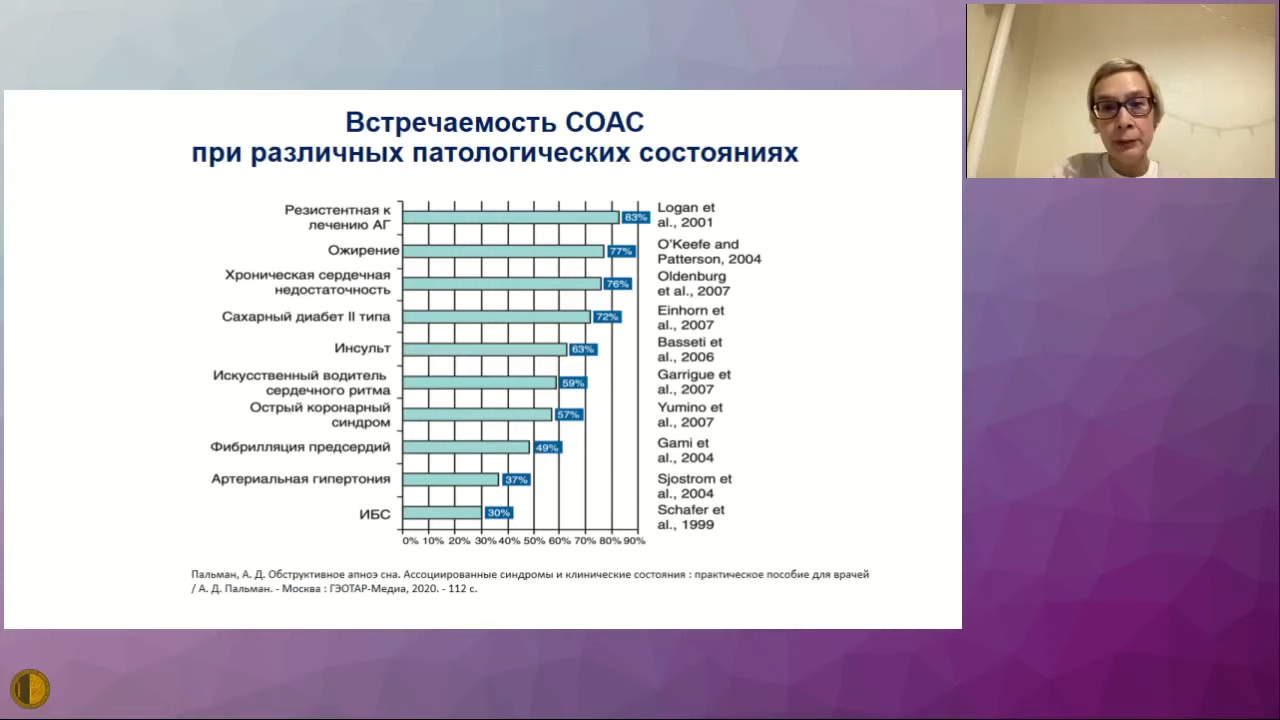 Встречаемость СОАС
при различных патологических состояниях
Резистентная к
лечению АГ
83%
Logan et
al., 2001
Ожирение
77%
O'Keefe and
Patterson, 2004
Хроническая сердечная
недостаточность
76%
Oldenburg
et al., 2007
Сахарный диабет II типа
72%
Einhorn et
al., 2007
Инсульт
63%
Basseti et
al., 2006
Искусственный водитель
сердечного ритма
59%
Garrigue et
al., 2007
Острый коронарный
синдром
57%
Yumino et
al., 2007
Фибрилляция предсердий
49%
Gami et
al., 2004
Артериальная гипертония
37%
Sjostrom et
al., 2004
ИБС
30%
Schafer et
al., 1999
0% 10% 20% 30% 40% 50% 60% 70% 80% 90%
Пальман, А. Д. Обструктивное апноэ сна. Ассоциированные синдромы и клинические состояния : практическое пособие для врачей
/ А. Д. Пальман. - Москва : ГЭОТАР-Медиа, 2020. - 112 с.